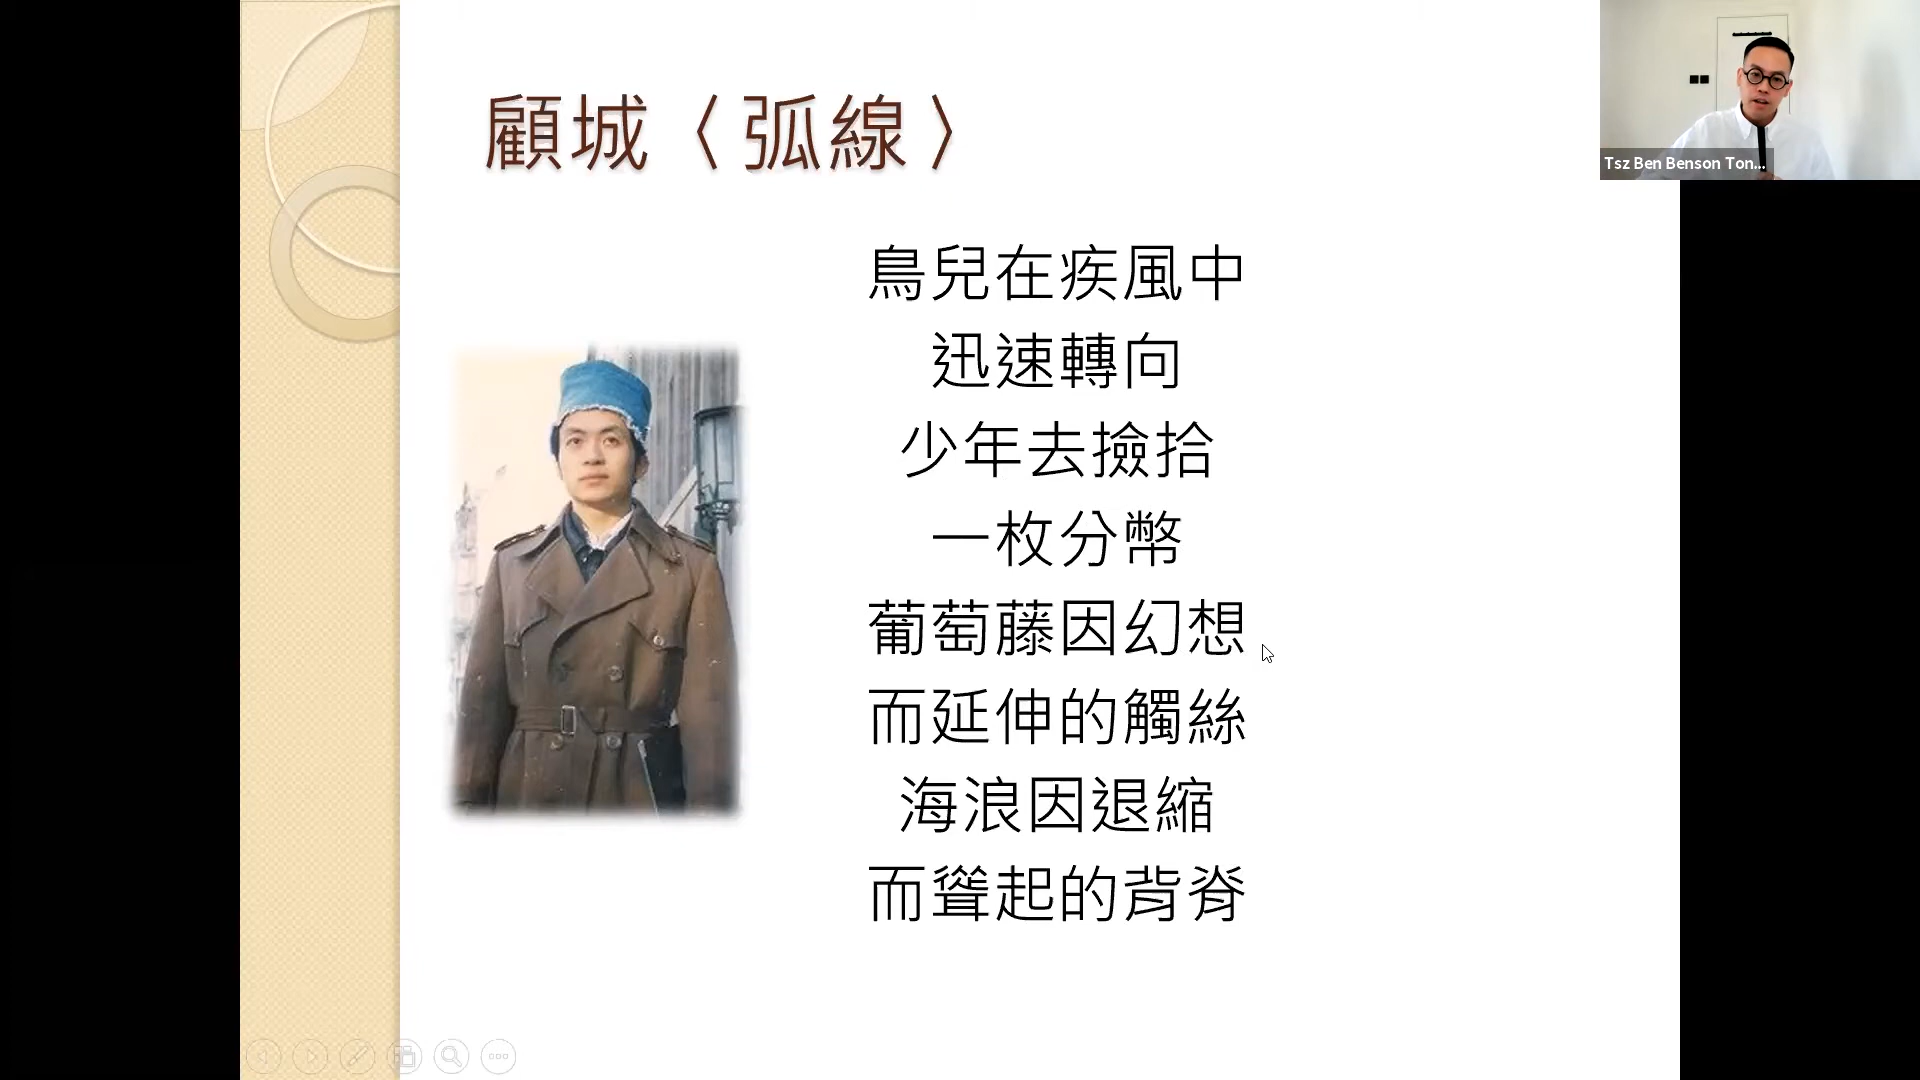 顧城〈弧線〉
鳥兒在疾風中
迅速轉向
少年去撿拾
一枚分幣
葡萄藤因幻想
而延伸的觸絲
海浪因退縮
而聳起的背脊
Tsz Ben Benson Ton...